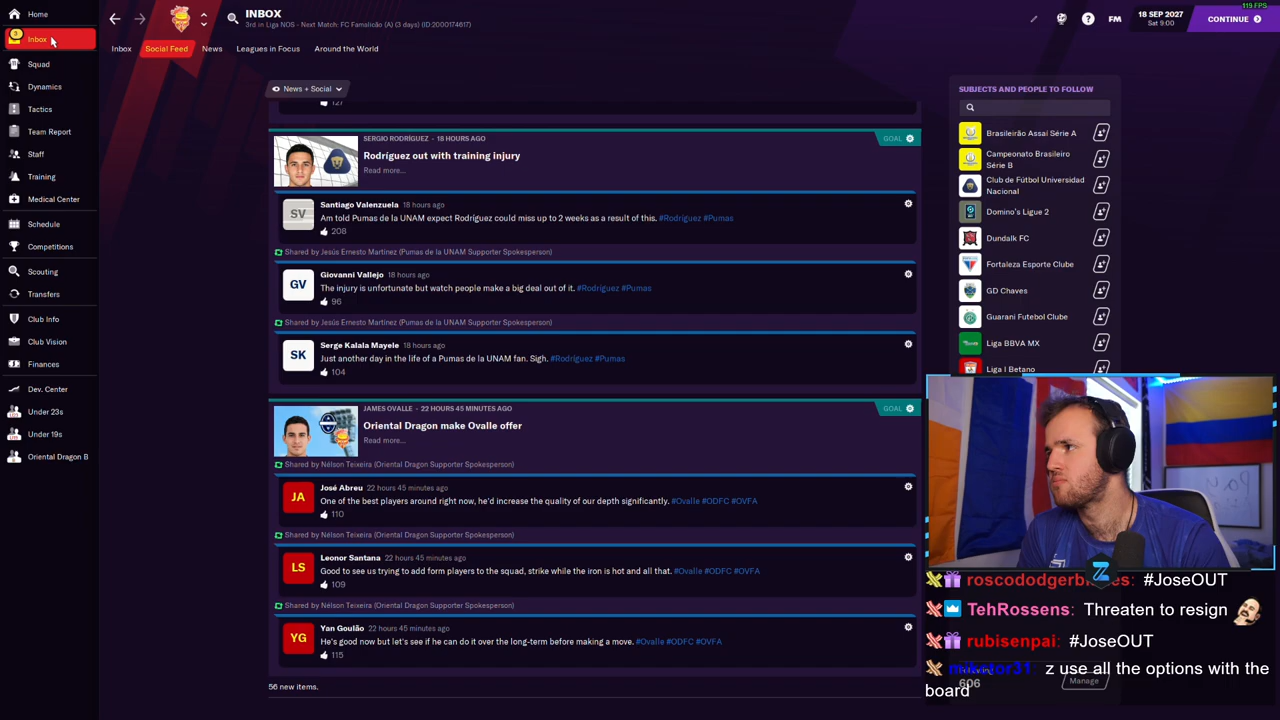 Home
3
Inbox
Squad
Dynamics
Tactics
Team Report
Staff
Training
Medical Center
Schedule
Competitions
Scouting
Transfers
Club Info
Club Vision
Finances
Dev. Center
Under 23s
Under 19s
Oriental Dragon B
INBOX
3rd in Liga NOS - Next Match: FC Famalicão (A) (3 days) (ID:2000174617)
?
FM
18 SEP 2027
Sat 9:00
119 FPS
CONTINUE
Inbox
Social Feed
News
Leagues in Focus
Around the World
News + Social
127
SERGIO RODRÍGUEZ - 18 HOURS AGO
GOAL
Rodríguez out with training injury
Read more...
SV
Santiago Valenzuela 18 hours ago
Am told Pumas de la UNAM expect Rodríguez could miss up to 2 weeks as a result of this. #Rodríguez #Pumas
208
Shared by Jesús Ernesto Martínez (Pumas de la UNAM Supporter Spokesperson)
GV
Giovanni Vallejo 18 hours ago
The injury is unfortunate but watch people make a big deal out of it. #Rodríguez #Pumas
96
Shared by Jesús Ernesto Martínez (Pumas de la UNAM Supporter Spokesperson)
SK
Serge Kalala Mayele 18 hours ago
Just another day in the life of a Pumas de la UNAM fan. Sigh. #Rodríguez #Pumas
104
JAMES OVALLE - 22 HOURS 45 MINUTES AGO
GOAL
Oriental Dragon make Ovalle offer
Read more...
Shared by Nélson Teixeira (Oriental Dragon Supporter Spokesperson)
JA
José Abreu 22 hours 45 minutes ago
One of the best players around right now, he'd increase the quality of our depth significantly. #Ovalle #ODFC #OVFA
110
Shared by Nélson Teixeira (Oriental Dragon Supporter Spokesperson)
LS
Leonor Santana 22 hours 45 minutes ago
Good to see us trying to add form players to the squad, strike while the iron is hot and all that. #Ovalle #ODFC #OVFA
109
Shared by Nélson Teixeira (Oriental Dragon Supporter Spokesperson)
YG
Yan Goulão 22 hours 45 minutes ago
He's good now but let's see if he can do it over the long-term before making a move. #Ovalle #ODFC #OVFA
115
56 new items.
SUBJECTS AND PEOPLE TO FOLLOW
Brasileirão Assaí Série A
Campeonato Brasileiro
Série B
Club de Fútbol Universidad
Nacional
Domino's Ligue 2
Dundalk FC
Fortaleza Esporte Clube
GD Chaves
Guarani Futebol Clube
Liga BBVA MX
Liga I Betano
Z
#JoseOUT
TehRossens: Threaten to resign
rubisenpai: #JoseOUT
z use all the options with the
board
606
Manage